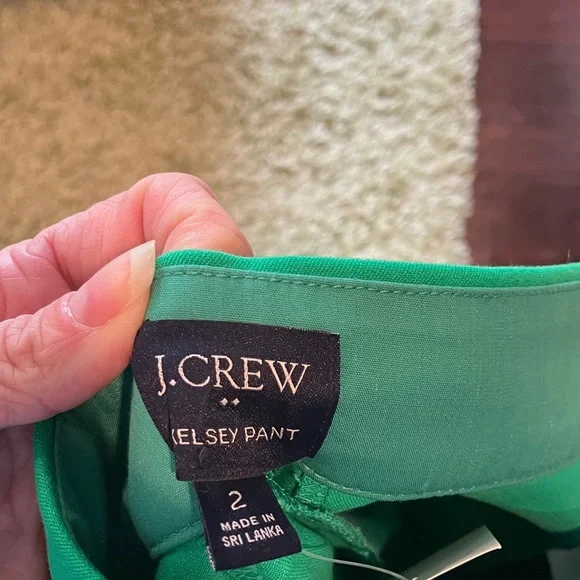 J.CREW
KELSEY PANT
2
MADE IN
SRI LANKA